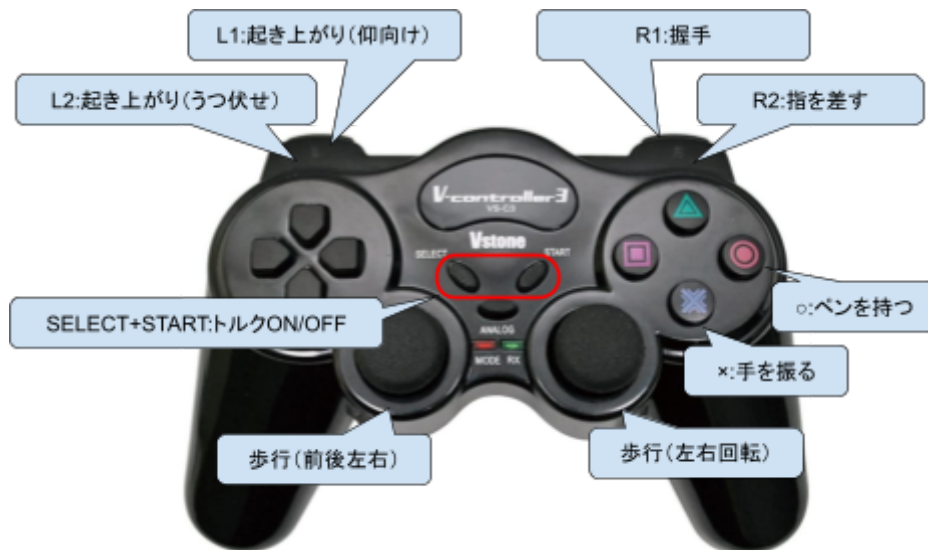 L1:起き上がり(仰向け)
R1:握手
L2:起き上がり(うつ伏せ)
R2:指を差す
V-controller3
VS-C3
Vstone
SELECT
START
SELECT+START:トルクON/OFF
○:ペンを持つ
ANALOG
MODE RX
×:手を振る
歩行(前後左右)
歩行(左右回転)